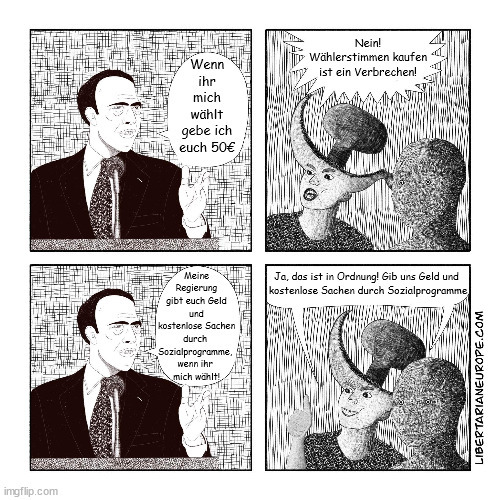 Wenn
ihr
mich
wählt
gebe ich
euch 50€
Nein!
Wählerstimmen kaufen
ist ein Verbrechen!
Meine
Regierung
gibt euch Geld
und
kostenlose Sachen
durch
Sozialprogramme,
wenn ihr
mich wählt!
Ja, das ist in Ordnung! Gib uns Geld und
kostenlose Sachen durch Sozialprogramme
LIBERTARIANEUROPE.COM
imgflip.com